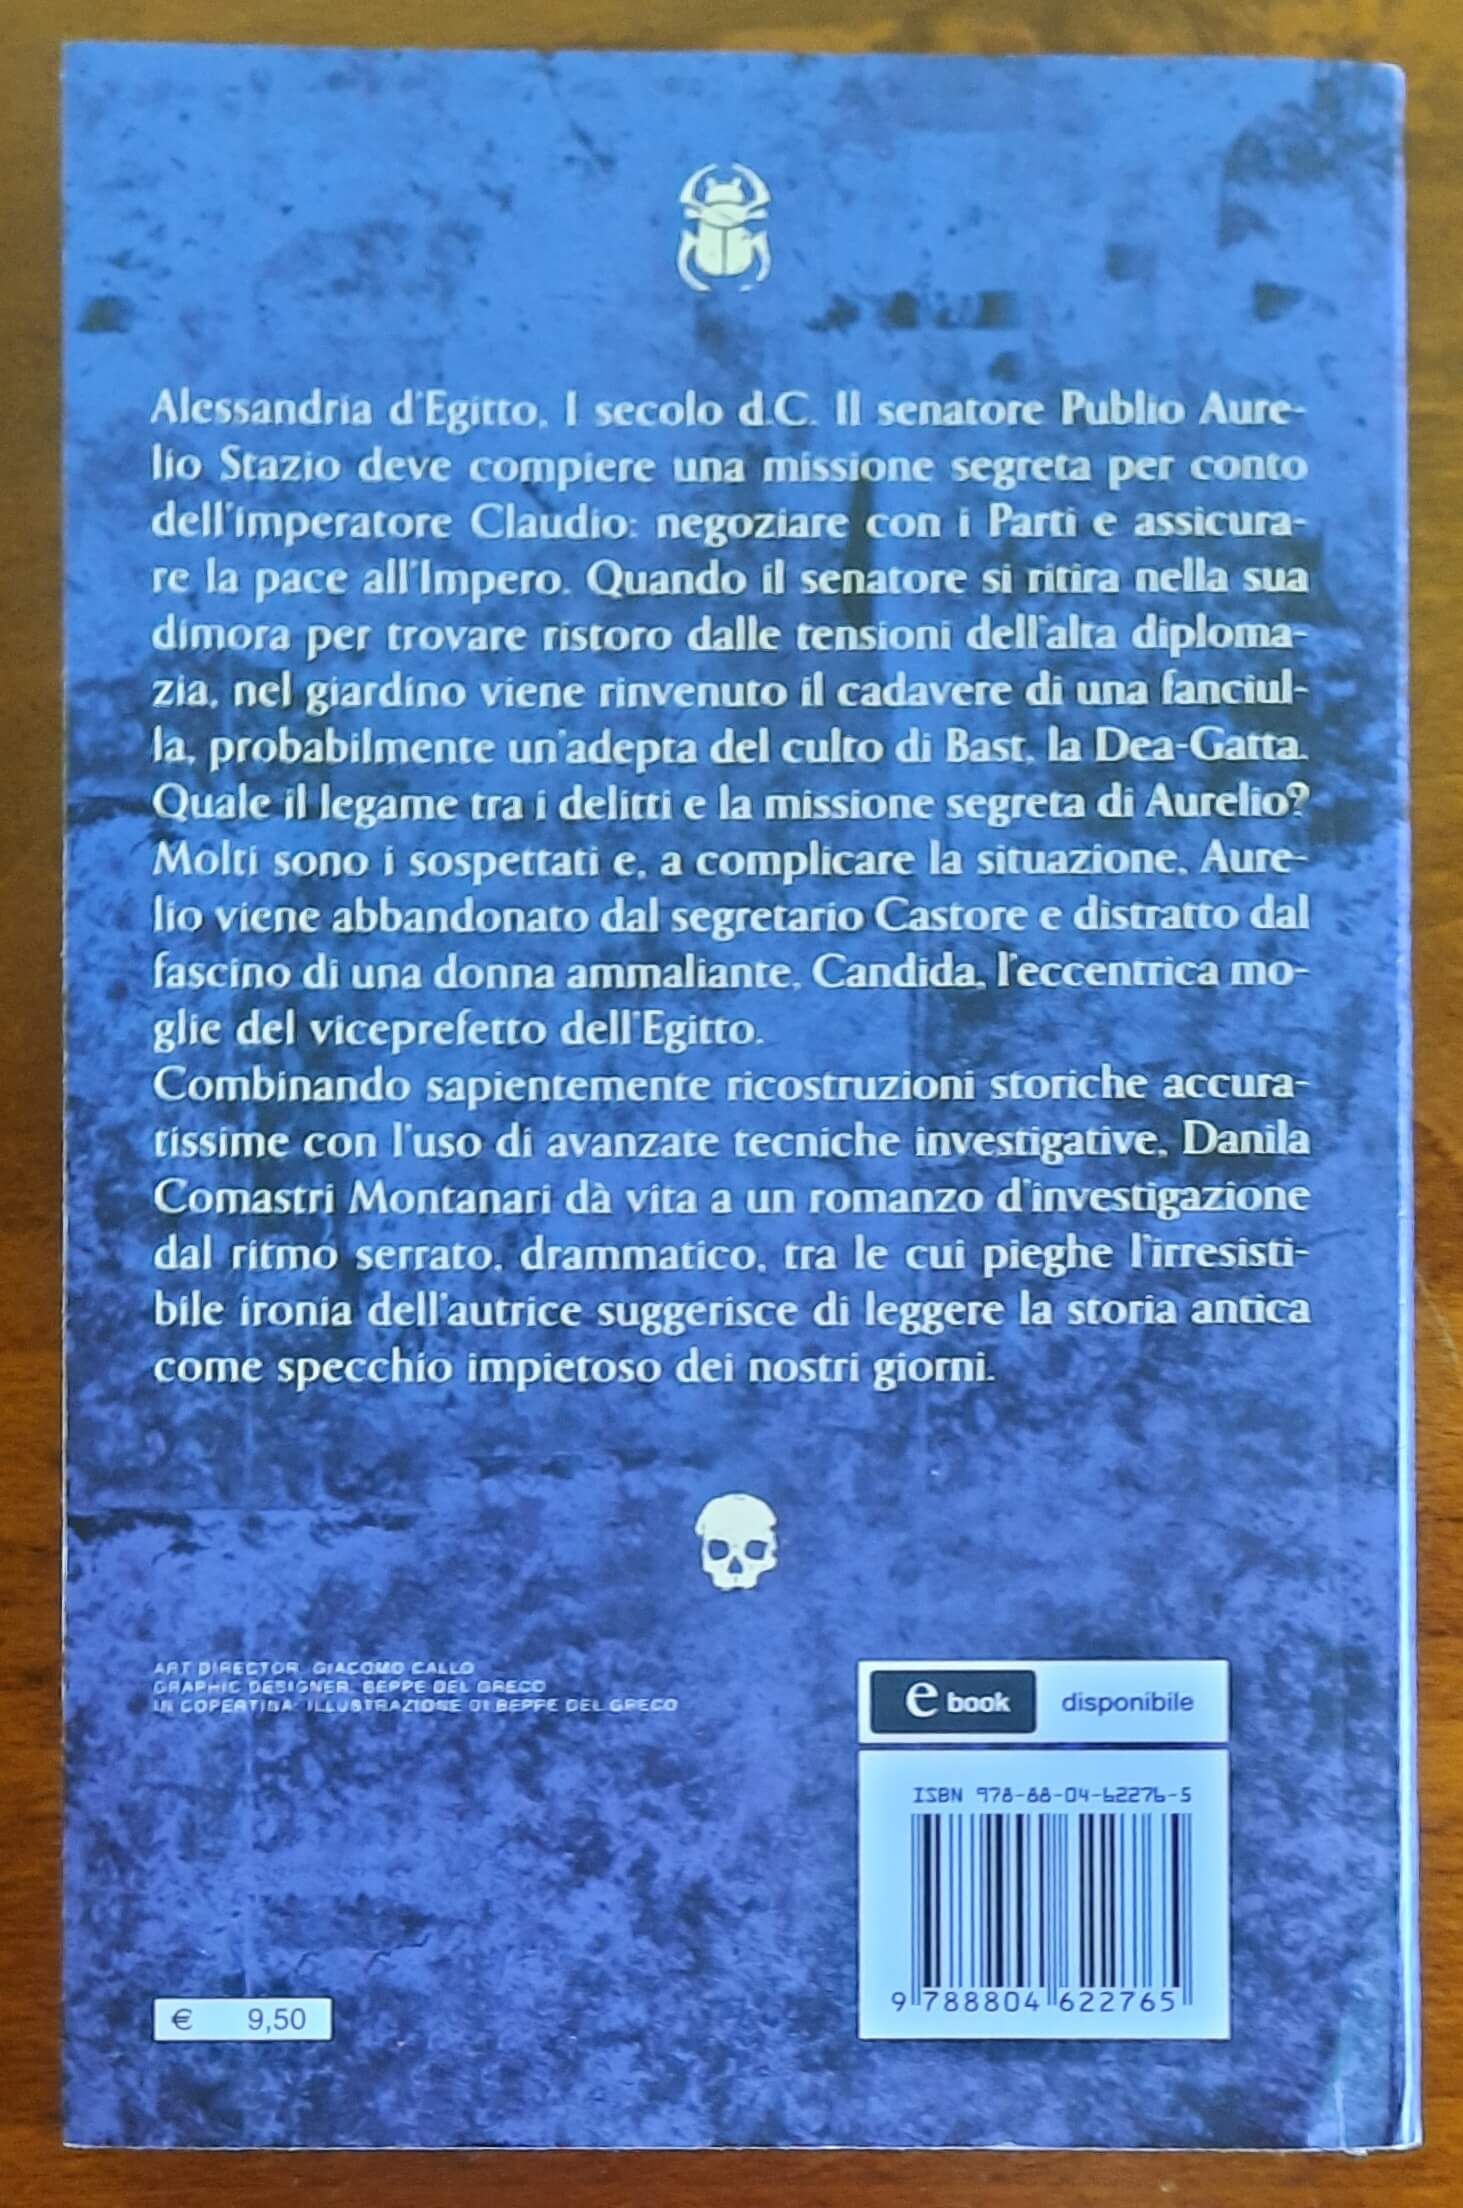 Alessandria d'Egitto, I secolo d.C. Il senatore Publio Aure-
lio Stazio deve compiere una missione segreta per conto
dell'imperatore Claudio: negoziare con i Parti e assicura-
re la pace all'Impero. Quando il senatore si ritira nella sua
dimora per trovare ristoro dalle tensioni dell'alta diploma-
zia, nel giardino viene rinvenuto il cadavere di una fanciul-
la, probabilmente un'adepta del culto di Bast, la Dea-Gatta.
Quale il legame tra i delitti e la missione segreta di Aurelio?
Molti sono i sospettati e, a complicare la situazione, Aure-
lio viene abbandonato dal segretario Castore e distratto dal
fascino di una donna ammaliante, Candida, l'eccentrica mo-
glie del viceprefetto dell'Egitto.
Combinando sapientemente ricostruzioni storiche accura-
tissime con l'uso di avanzate tecniche investigative, Danila
Comastri Montanari dà vita a un romanzo d'investigazione
dal ritmo serrato, drammatico, tra le cui pieghe l'irresisti-
bile ironia dell'autrice suggerisce di leggere la storia antica
come specchio impietoso dei nostri giorni.
ART DIRECTOR: GIACOMO CALLO
GRAPHIC DESIGNER: BEPPE DEL GRECO
IN COPERTINA: ILLUSTRAZIONE DI BEPPE DEL GRECO
e book disponibile
ISBN 978-88-04-62276-5
9 788804 622765
€ 9,50